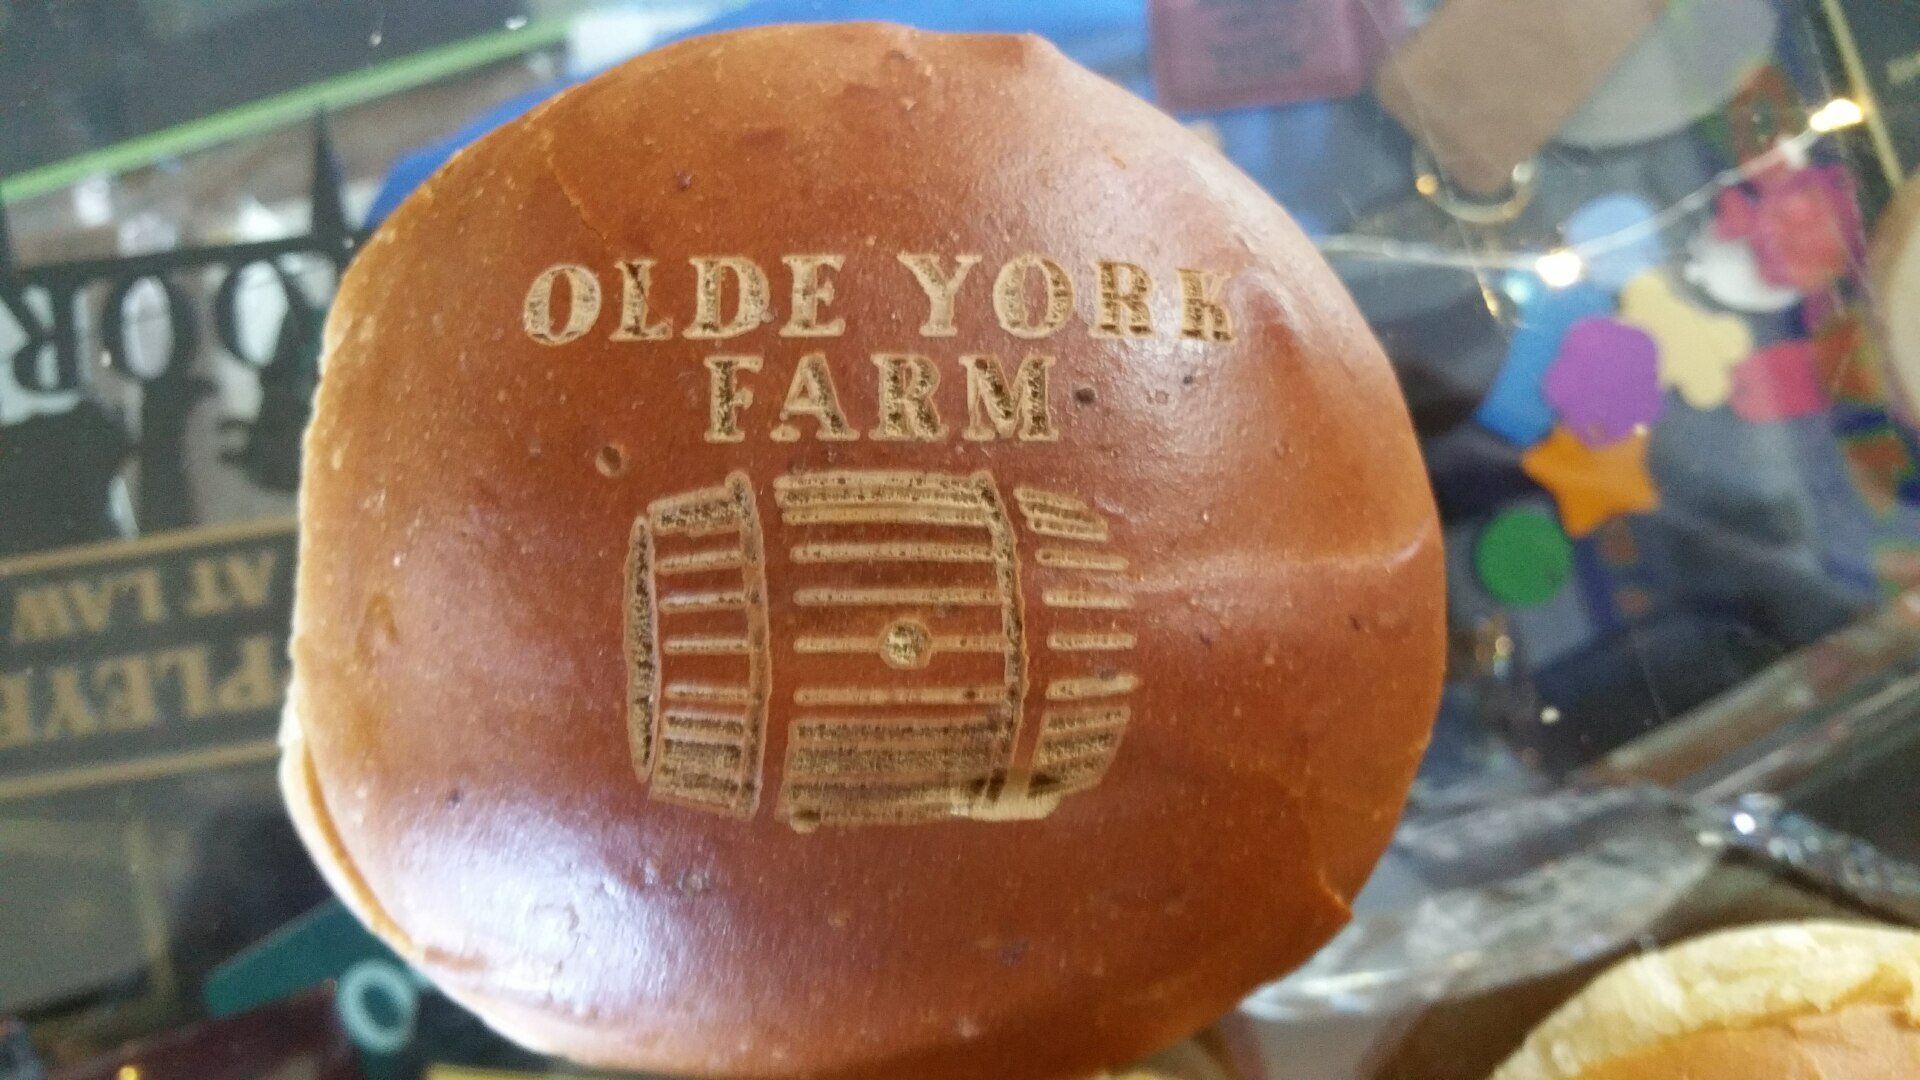 OLDE YORK
FARM
AT LAW